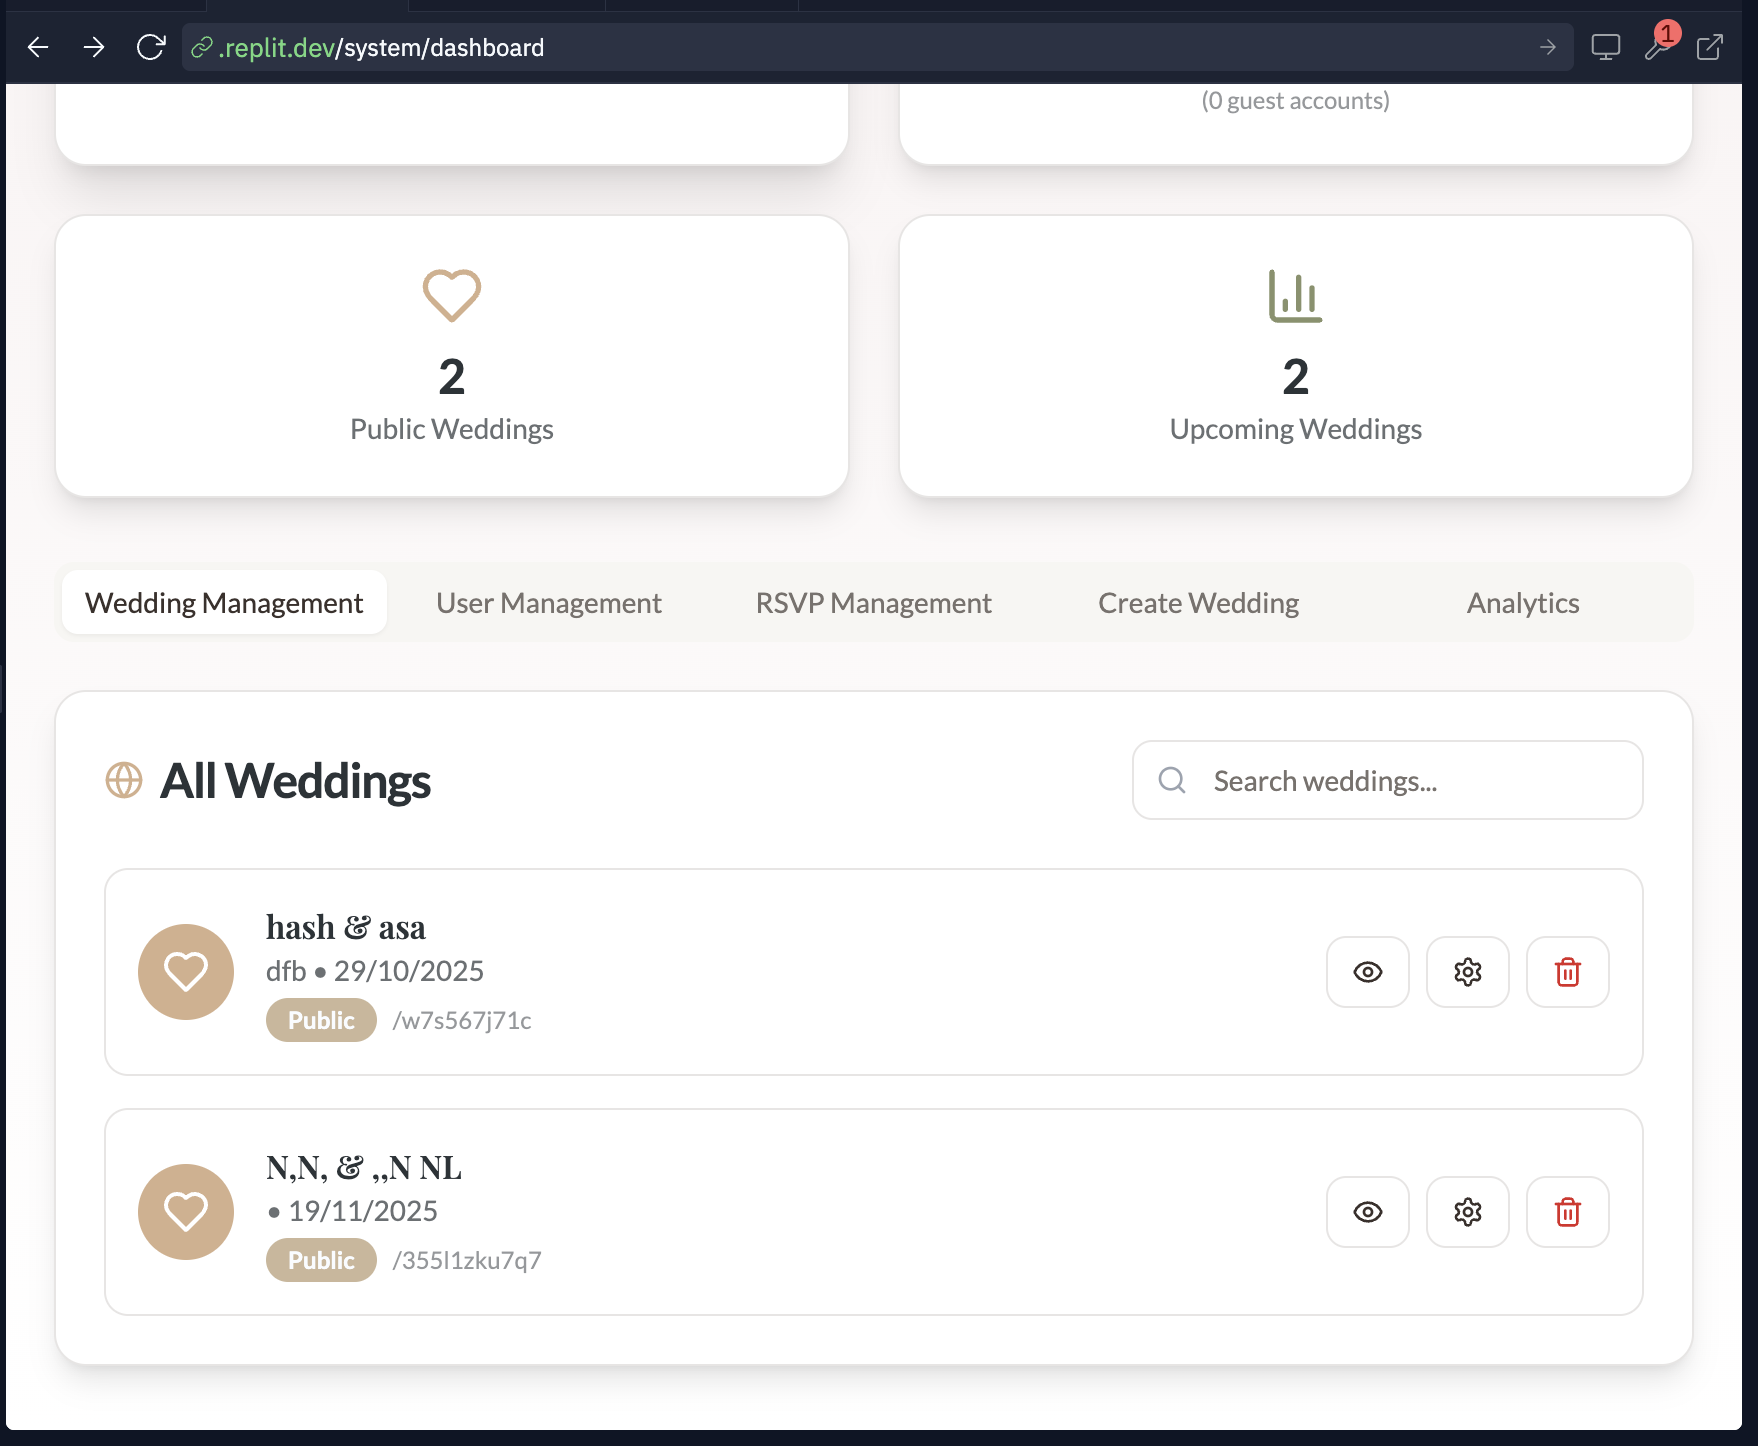 .replit.dev/system/dashboard
1
(0 guest accounts)
2
Public Weddings
2
Upcoming Weddings
Wedding Management
User Management
RSVP Management
Create Wedding
Analytics
All Weddings
Search weddings...
hash & asa
dfb • 29/10/2025
Public /w7s567j71c
N,N, & ,,N NL
• 19/11/2025
Public /355l1zku7q7